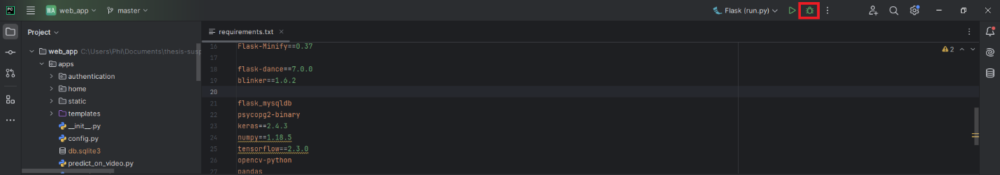 PC WA web_app master Flask (run.py)
Project
requirements.txt
web_app C:\Users\Phi\Documents\thesis-susp
apps
authentication
home
static
templates
__init__.py
config.py
db.sqlite3
predict_on_video.py
16 Flask-Minify==0.37
17
18 flask-dance==7.0.0
19 blinker==1.6.2
20
21 flask_mysqldb
22 psycopg2-binary
23 keras==2.4.3
24 numpy==1.18.5
25 tensorflow==2.3.0
26 opencv-python
27 pandas
2